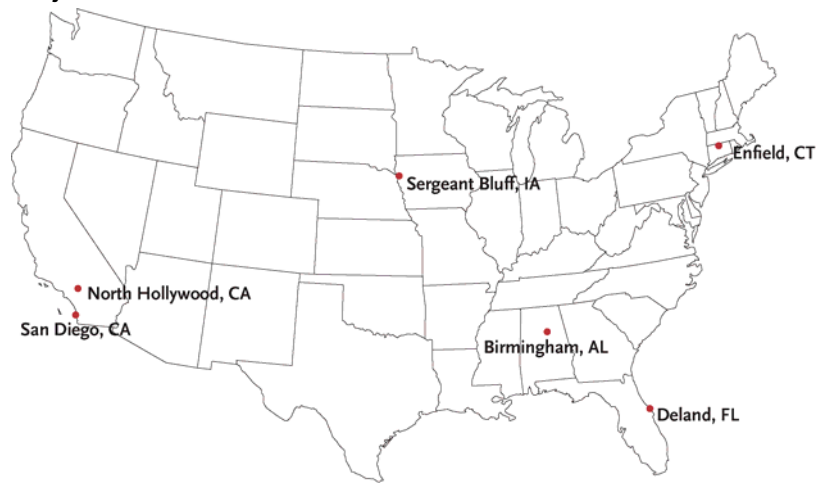 Enfield, CT
Sergeant Bluff, IA
North Hollywood, CA
San Diego, CA
Birmingham, AL
Deland, FL